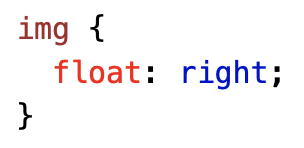 img {
  float: right;
}